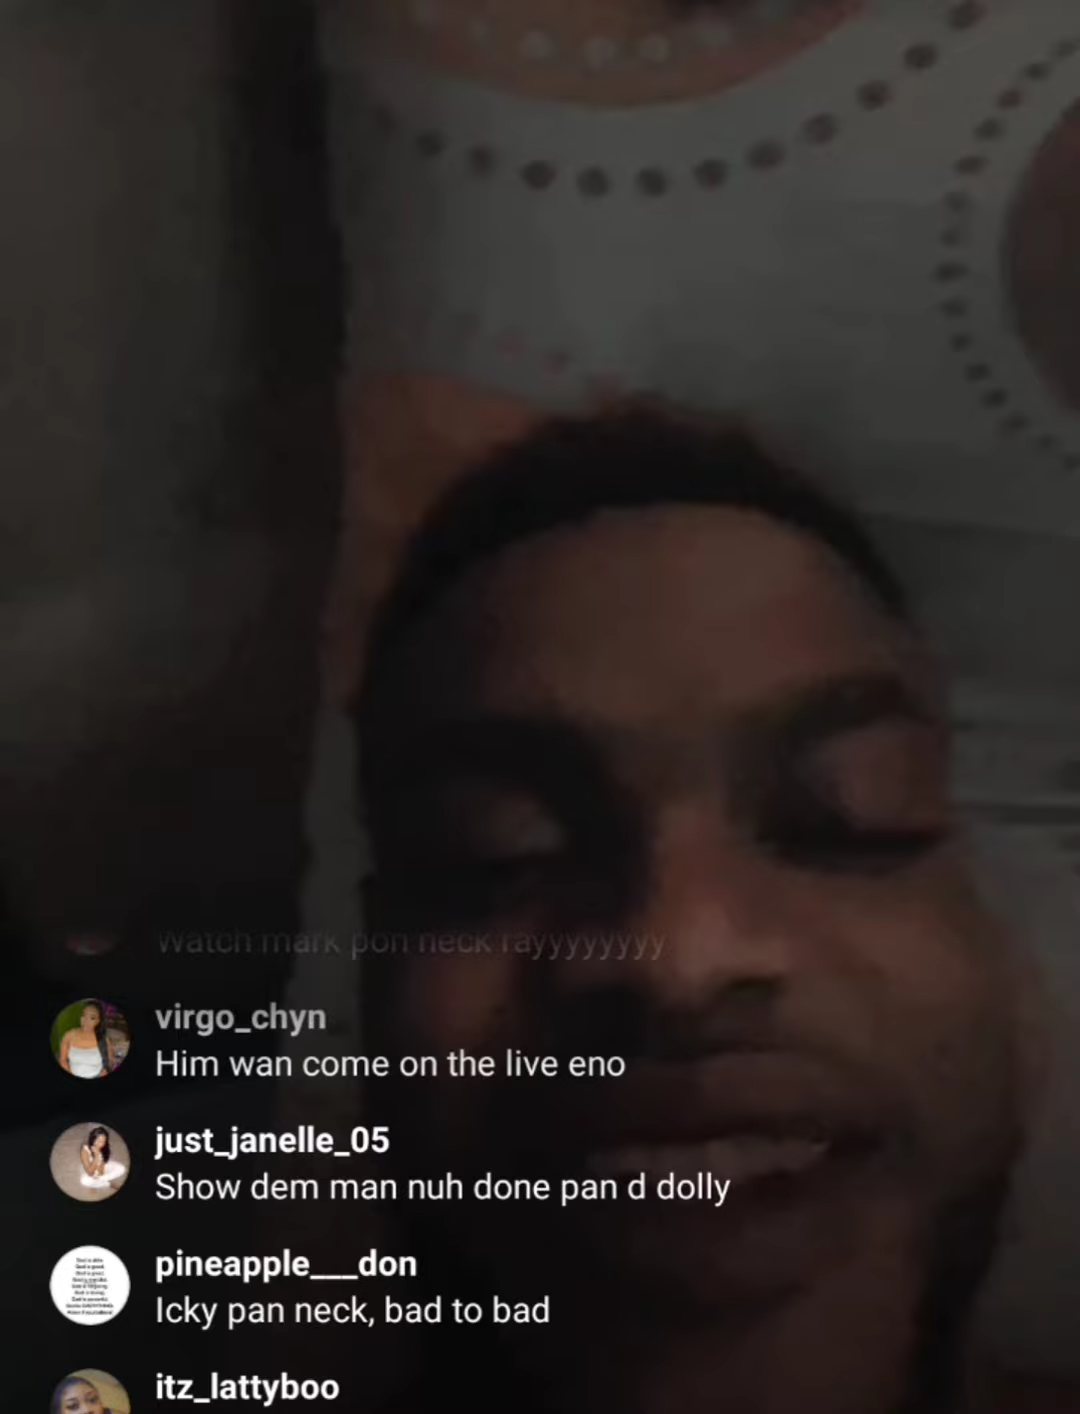 Watch mark pon neck rayyyyyyyy
virgo_chyn
Him wan come on the live eno
just_janelle_05
Show dem man nuh done pan d dolly
pineapple___don
Icky pan neck, bad to bad
itz_lattyboo